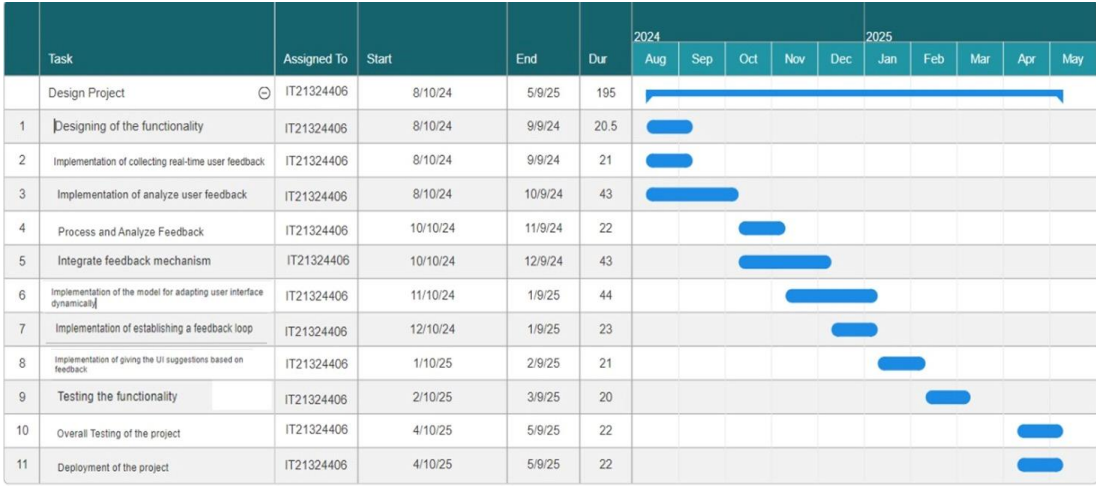 2024 2025
Task Assigned To Start End Dur Aug Sep Oct Nov Dec Jan Feb Mar Apr May
Design Project IT21324406 8/10/24 5/9/25 195
1 Designing of the functionality IT21324406 8/10/24 9/9/24 20.5
2 Implementation of collecting real-time user feedback IT21324406 8/10/24 9/9/24 21
3 Implementation of analyze user feedback IT21324406 8/10/24 10/9/24 43
4 Process and Analyze Feedback IT21324406 10/10/24 11/9/24 22
5 Integrate feedback mechanism IT21324406 10/10/24 12/9/24 43
6 Implementation of the model for adapting user interface
dynamically IT21324406 11/10/24 1/9/25 44
7 Implementation of establishing a feedback loop IT21324406 12/10/24 1/9/25 23
8 Implementation of giving the UI suggestions based on
feedback IT21324406 1/10/25 2/9/25 21
9 Testing the functionality IT21324406 2/10/25 3/9/25 20
10 Overall Testing of the project IT21324406 4/10/25 5/9/25 22
11 Deployment of the project IT21324406 4/10/25 5/9/25 22